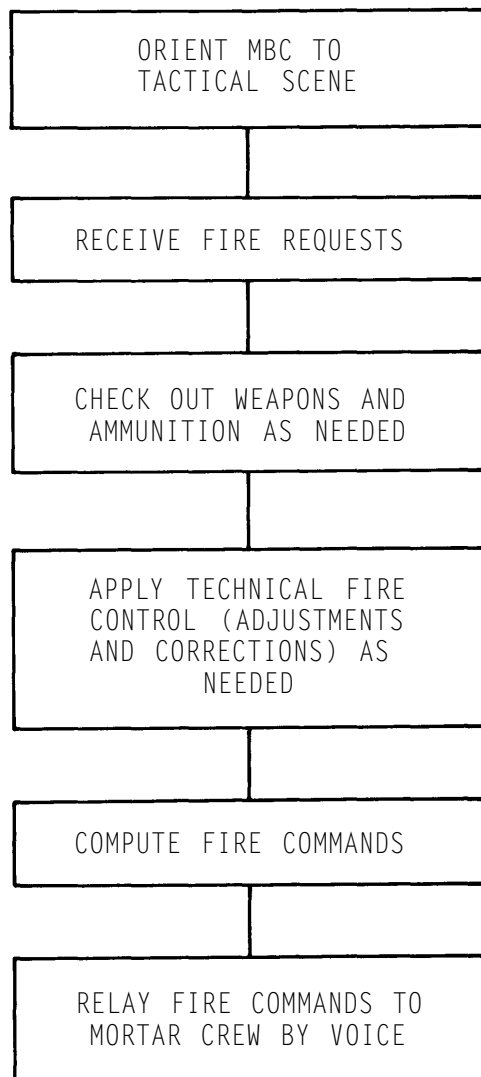 ORIENT MBC TO
TACTICAL SCENE
RECEIVE FIRE REQUESTS
CHECK OUT WEAPONS AND
AMMUNITION AS NEEDED
APPLY TECHNICAL FIRE
CONTROL (ADJUSTMENTS
AND CORRECTIONS) AS
NEEDED
COMPUTE FIRE COMMANDS
RELAY FIRE COMMANDS TO
MORTAR CREW BY VOICE